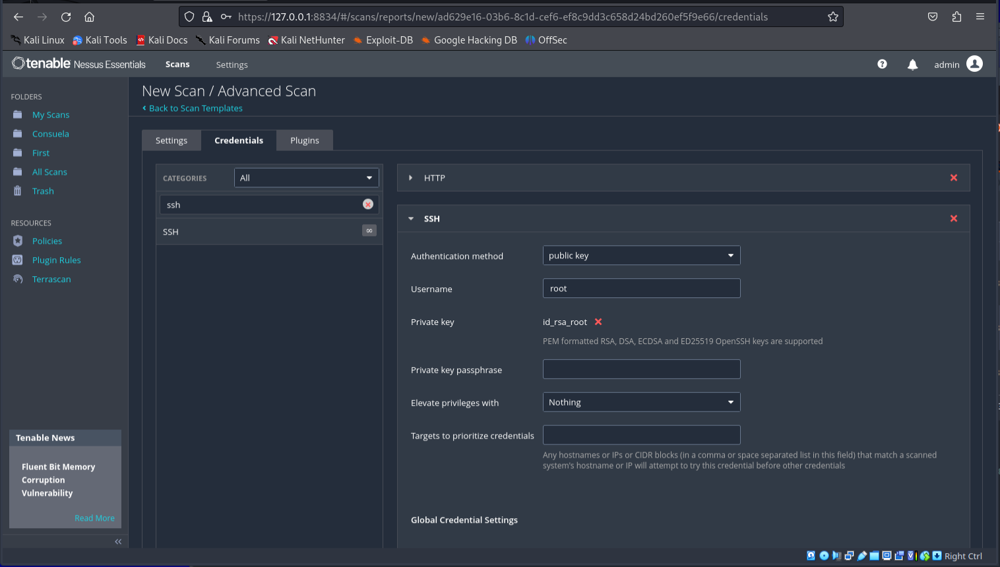 https://127.0.0.1:8834/#/scans/reports/new/ad629e16-03b6-8c1d-cef6-ef8c9dd3c658d24bd260ef5f9e66/credentials
Kali Linux Kali Tools Kali Docs Kali Forums Kali NetHunter Exploit-DB Google Hacking DB OffSec
tenable Nessus Essentials Scans Settings admin
FOLDERS
My Scans
Consuela
First
All Scans
Trash
RESOURCES
Policies
Plugin Rules
Terrascan
Tenable News
Fluent Bit Memory
Corruption
Vulnerability
Read More
New Scan / Advanced Scan
Back to Scan Templates
Settings Credentials Plugins
CATEGORIES All
ssh
SSH ∞
HTTP
SSH
Authentication method public key
Username root
Private key id_rsa_root
PEM formatted RSA, DSA, ECDSA and ED25519 OpenSSH keys are supported
Private key passphrase
Elevate privileges with Nothing
Targets to prioritize credentials
Any hostnames or IPs or CIDR blocks (in a comma or space separated list in this field) that match a scanned
system's hostname or IP will attempt to try this credential before other credentials
Global Credential Settings
Right Ctrl